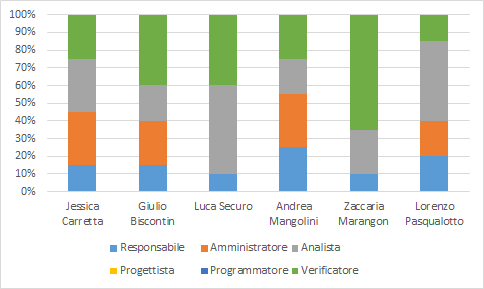 100%
90%
80%
70%
60%
50%
40%
30%
20%
10%
0%
Jessica Carretta
Giulio Biscontin
Luca Securo
Andrea Mangolini
Zaccaria Marangon
Lorenzo Pasqualotto
Responsabile Amministratore Analista
Progettista Programmatore Verificatore